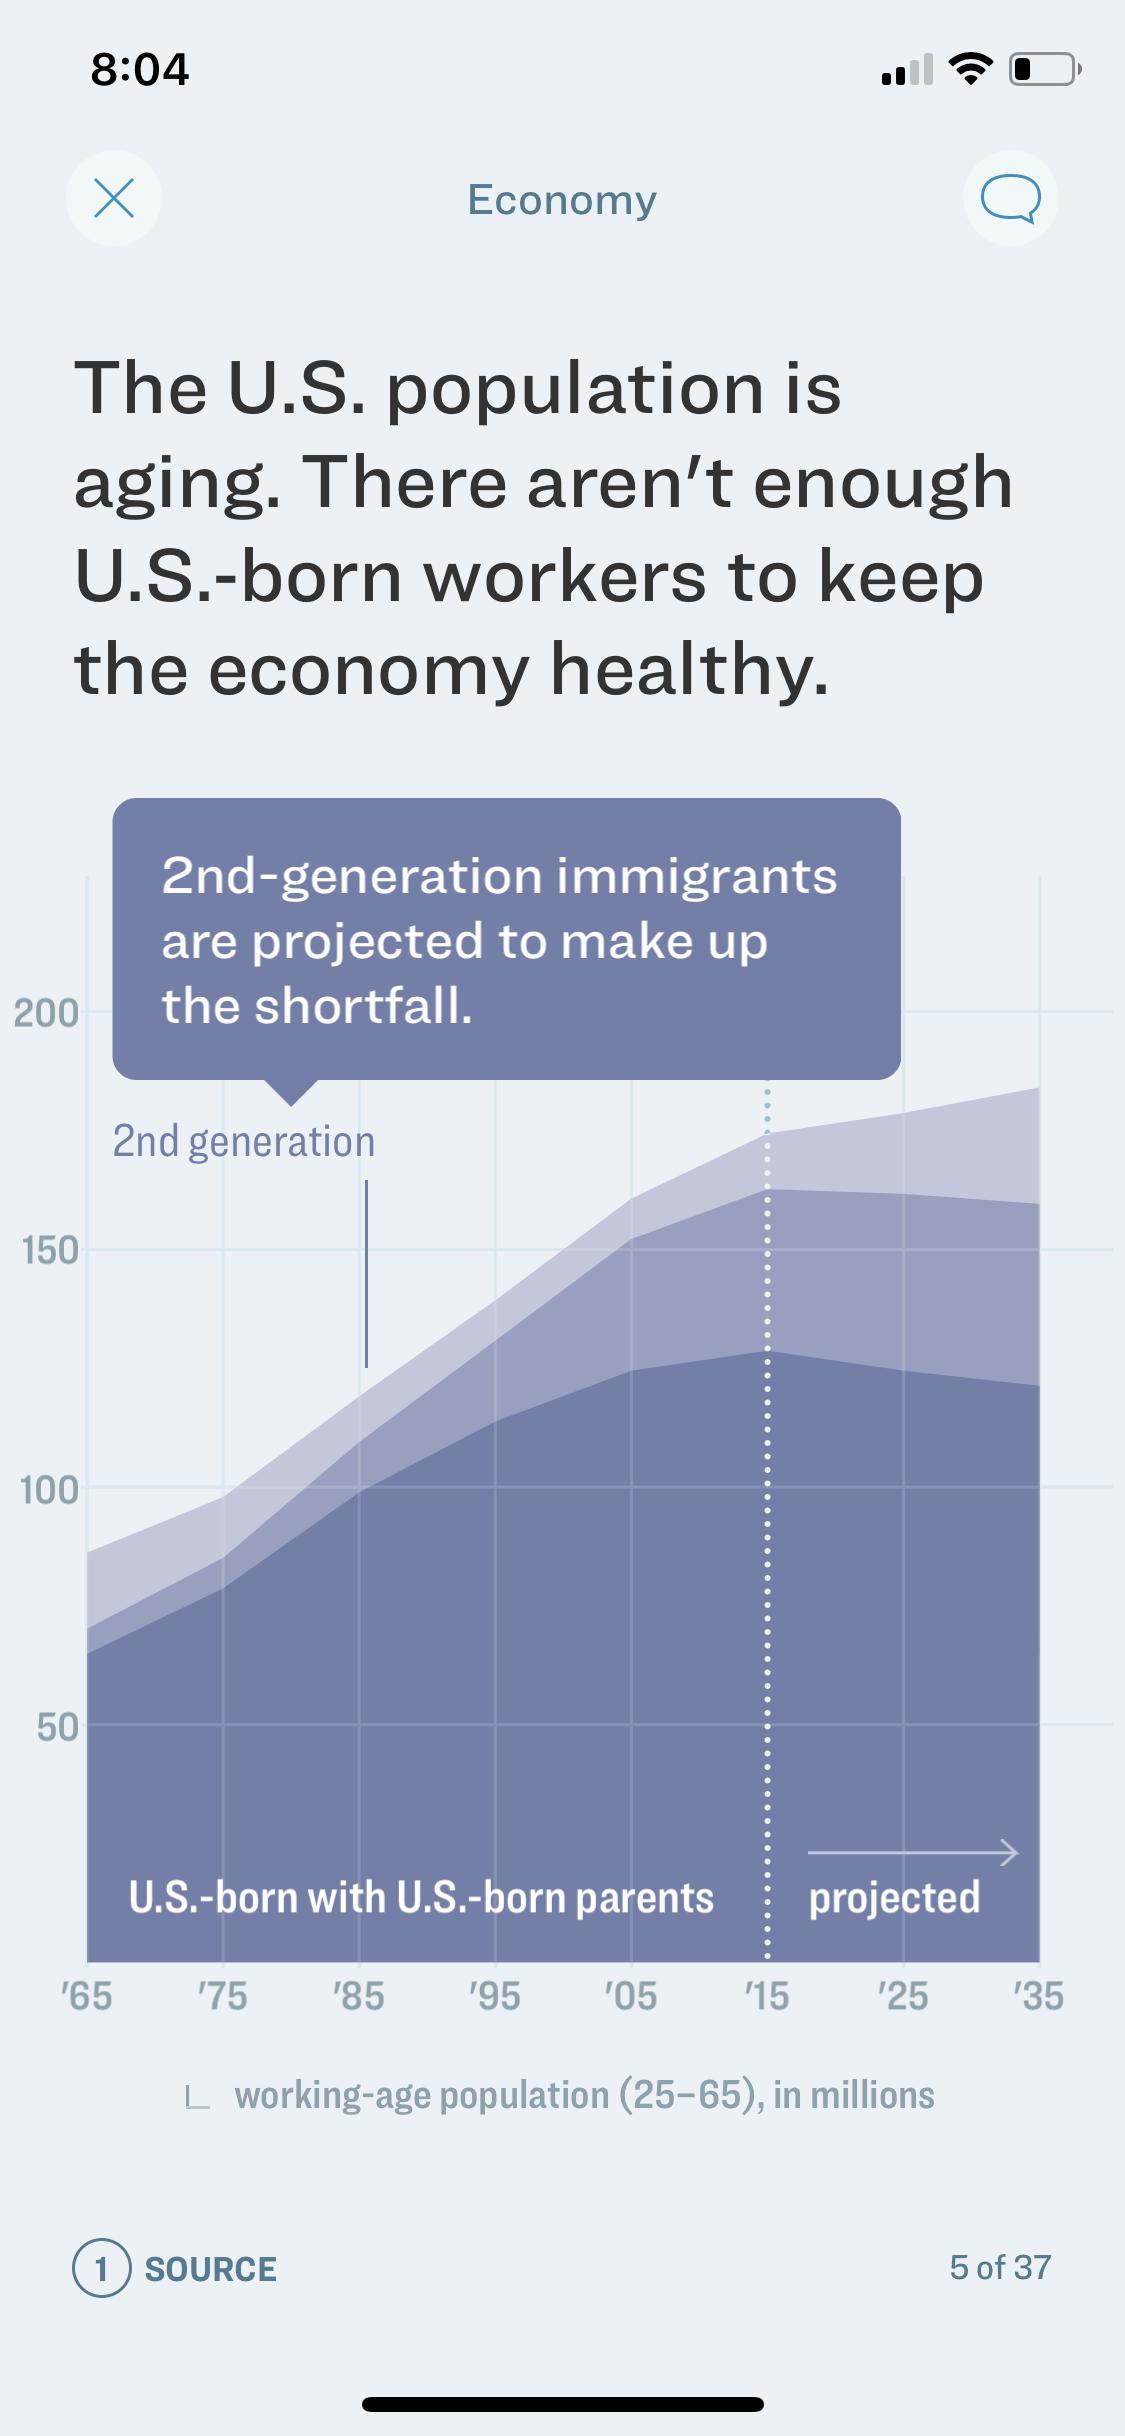 8:04
Economy
The U.S. population is
aging. There aren't enough
U.S.-born workers to keep
the economy healthy.
2nd-generation immigrants
are projected to make up
the shortfall.
200
2nd generation
150
100
50
U.S.-born with U.S.-born parents
projected
'65 '75 '85 '95 '05 '15 '25 '35
working-age population (25–65), in millions
1 SOURCE
5 of 37